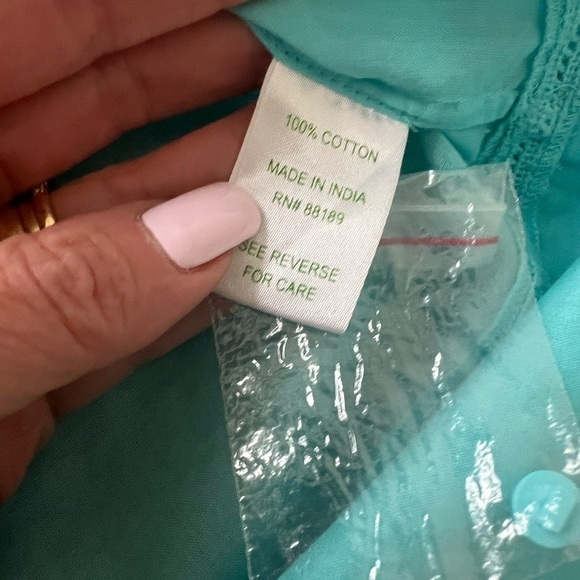 100% COTTON
MADE IN INDIA
RN# 88189
SEE REVERSE
FOR CARE